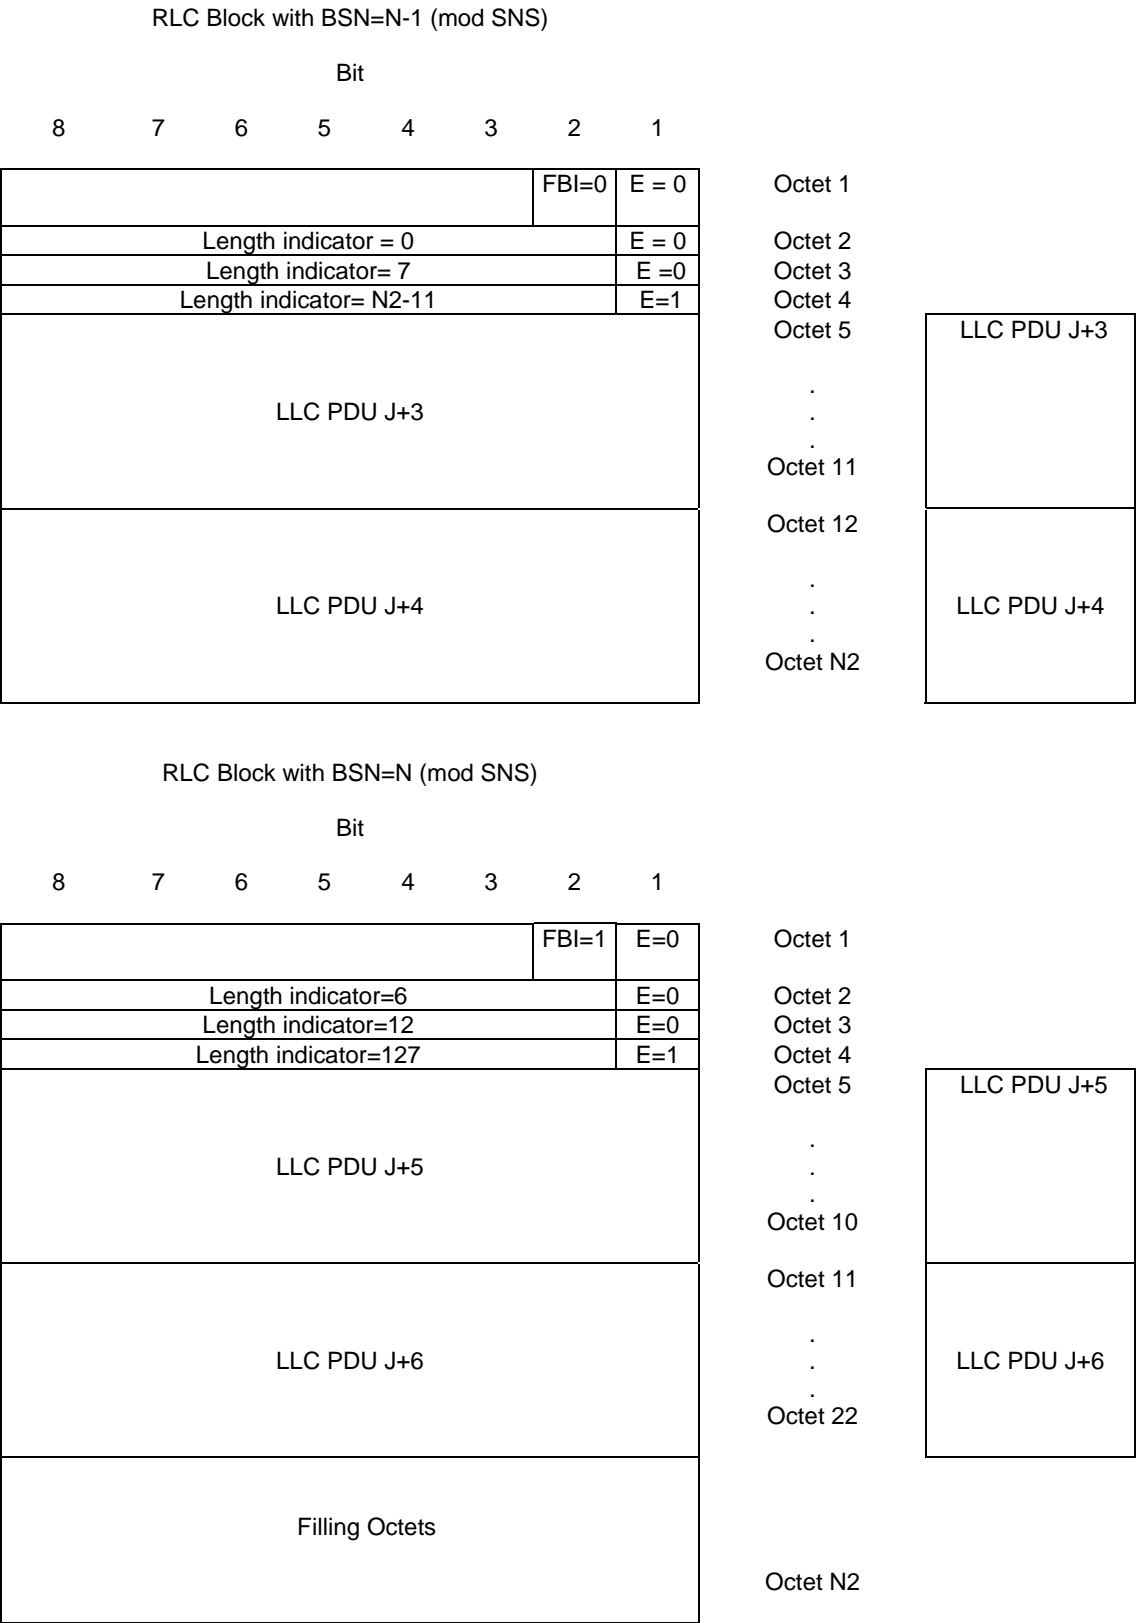 RLC Block with BSN=N-1 (mod SNS)
Bit
8 7 6 5 4 3 2 1
FBI=0 E = 0 Octet 1
Length indicator = 0 E = 0 Octet 2
Length indicator= 7 E =0 Octet 3
Length indicator= N2-11 E=1 Octet 4
Octet 5 LLC PDU J+3
.
LLC PDU J+3 .
.
Octet 11
Octet 12
.
LLC PDU J+4 . LLC PDU J+4
.
Octet N2
RLC Block with BSN=N (mod SNS)
Bit
8 7 6 5 4 3 2 1
FBI=1 E=0 Octet 1
Length indicator=6 E=0 Octet 2
Length indicator=12 E=0 Octet 3
Length indicator=127 E=1 Octet 4
Octet 5 LLC PDU J+5
.
LLC PDU J+5 .
.
Octet 10
Octet 11
.
LLC PDU J+6 . LLC PDU J+6
.
Octet 22
Filling Octets
Octet N2